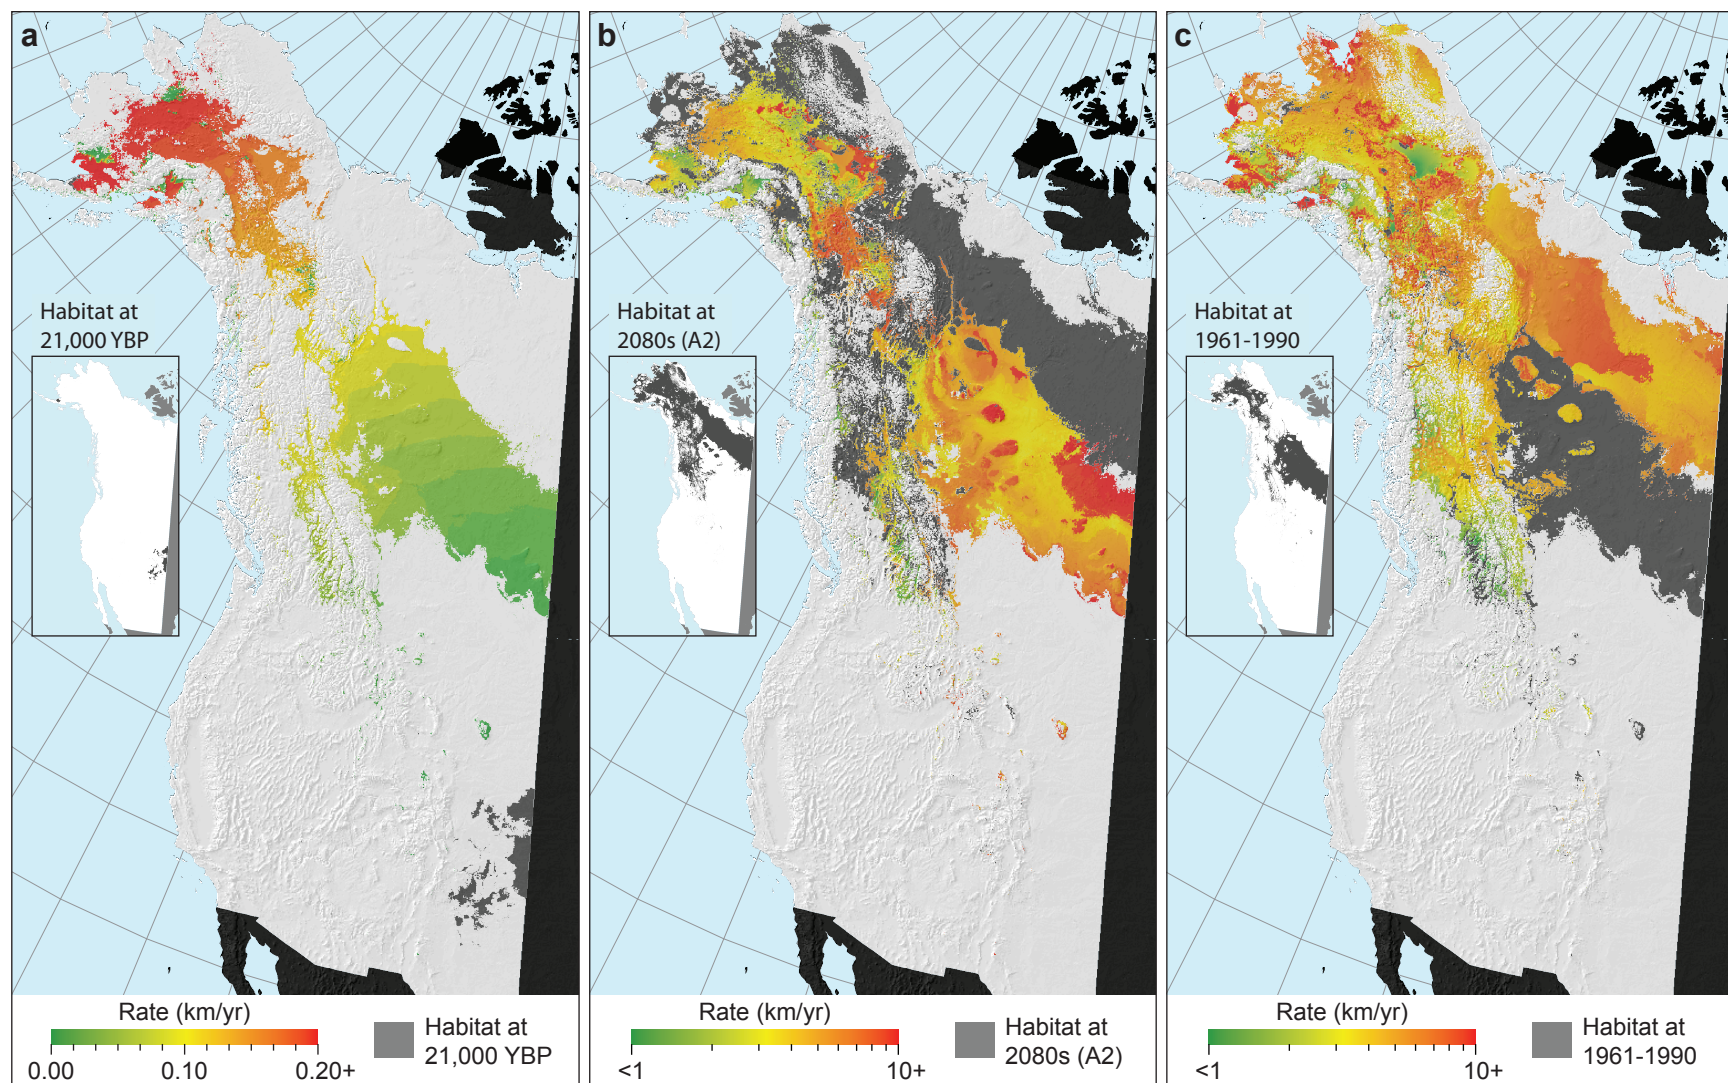 a
Habitat at
21,000 YBP
Rate (km/yr)
0.00 0.10 0.20+
Habitat at
21,000 YBP
b
Habitat at
2080s (A2)
Rate (km/yr)
<1 10+
Habitat at
2080s (A2)
c
Habitat at
1961-1990
Rate (km/yr)
<1 10+
Habitat at
1961-1990